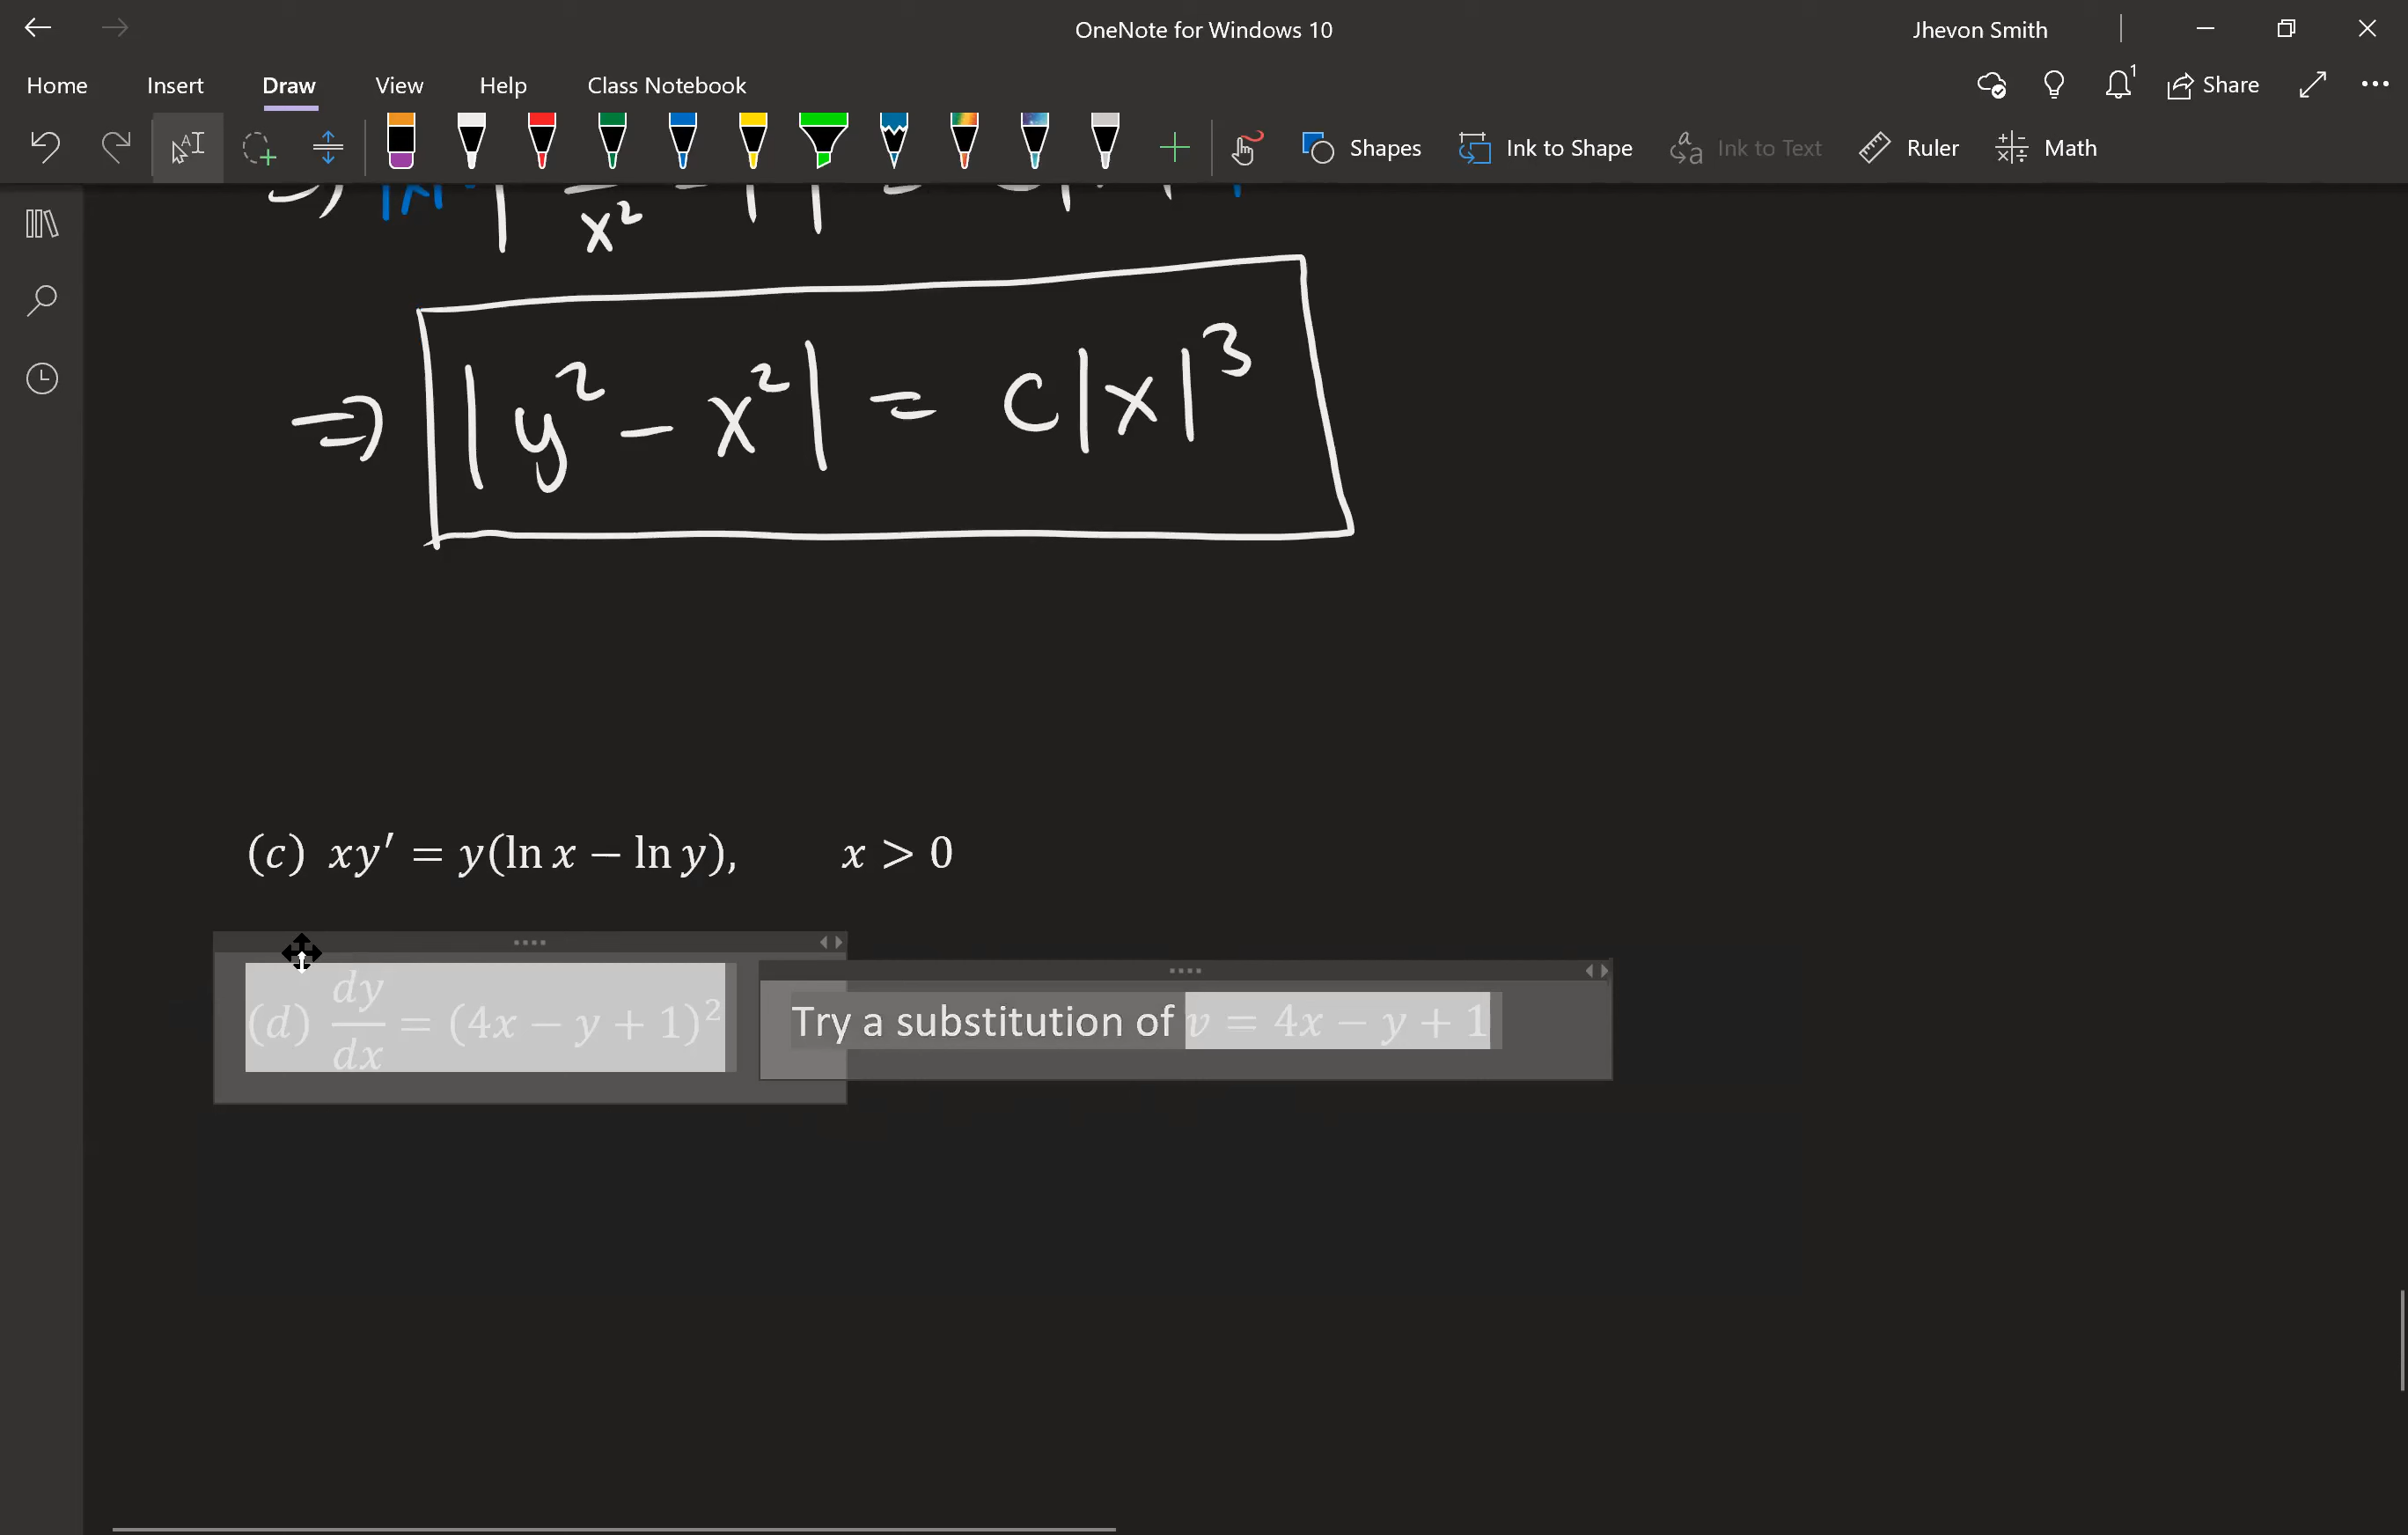 OneNote for Windows 10
Jhevon Smith
Home Insert Draw View Help Class Notebook
1
Share
Shapes Ink to Shape Ink to Text Ruler Math
x²
⇒ |y² − x²| = c|x|³
(c) xy′ = y(ln x − ln y), x > 0
(d) dy/dx = (4x − y + 1)² Try a substitution of v = 4x − y + 1